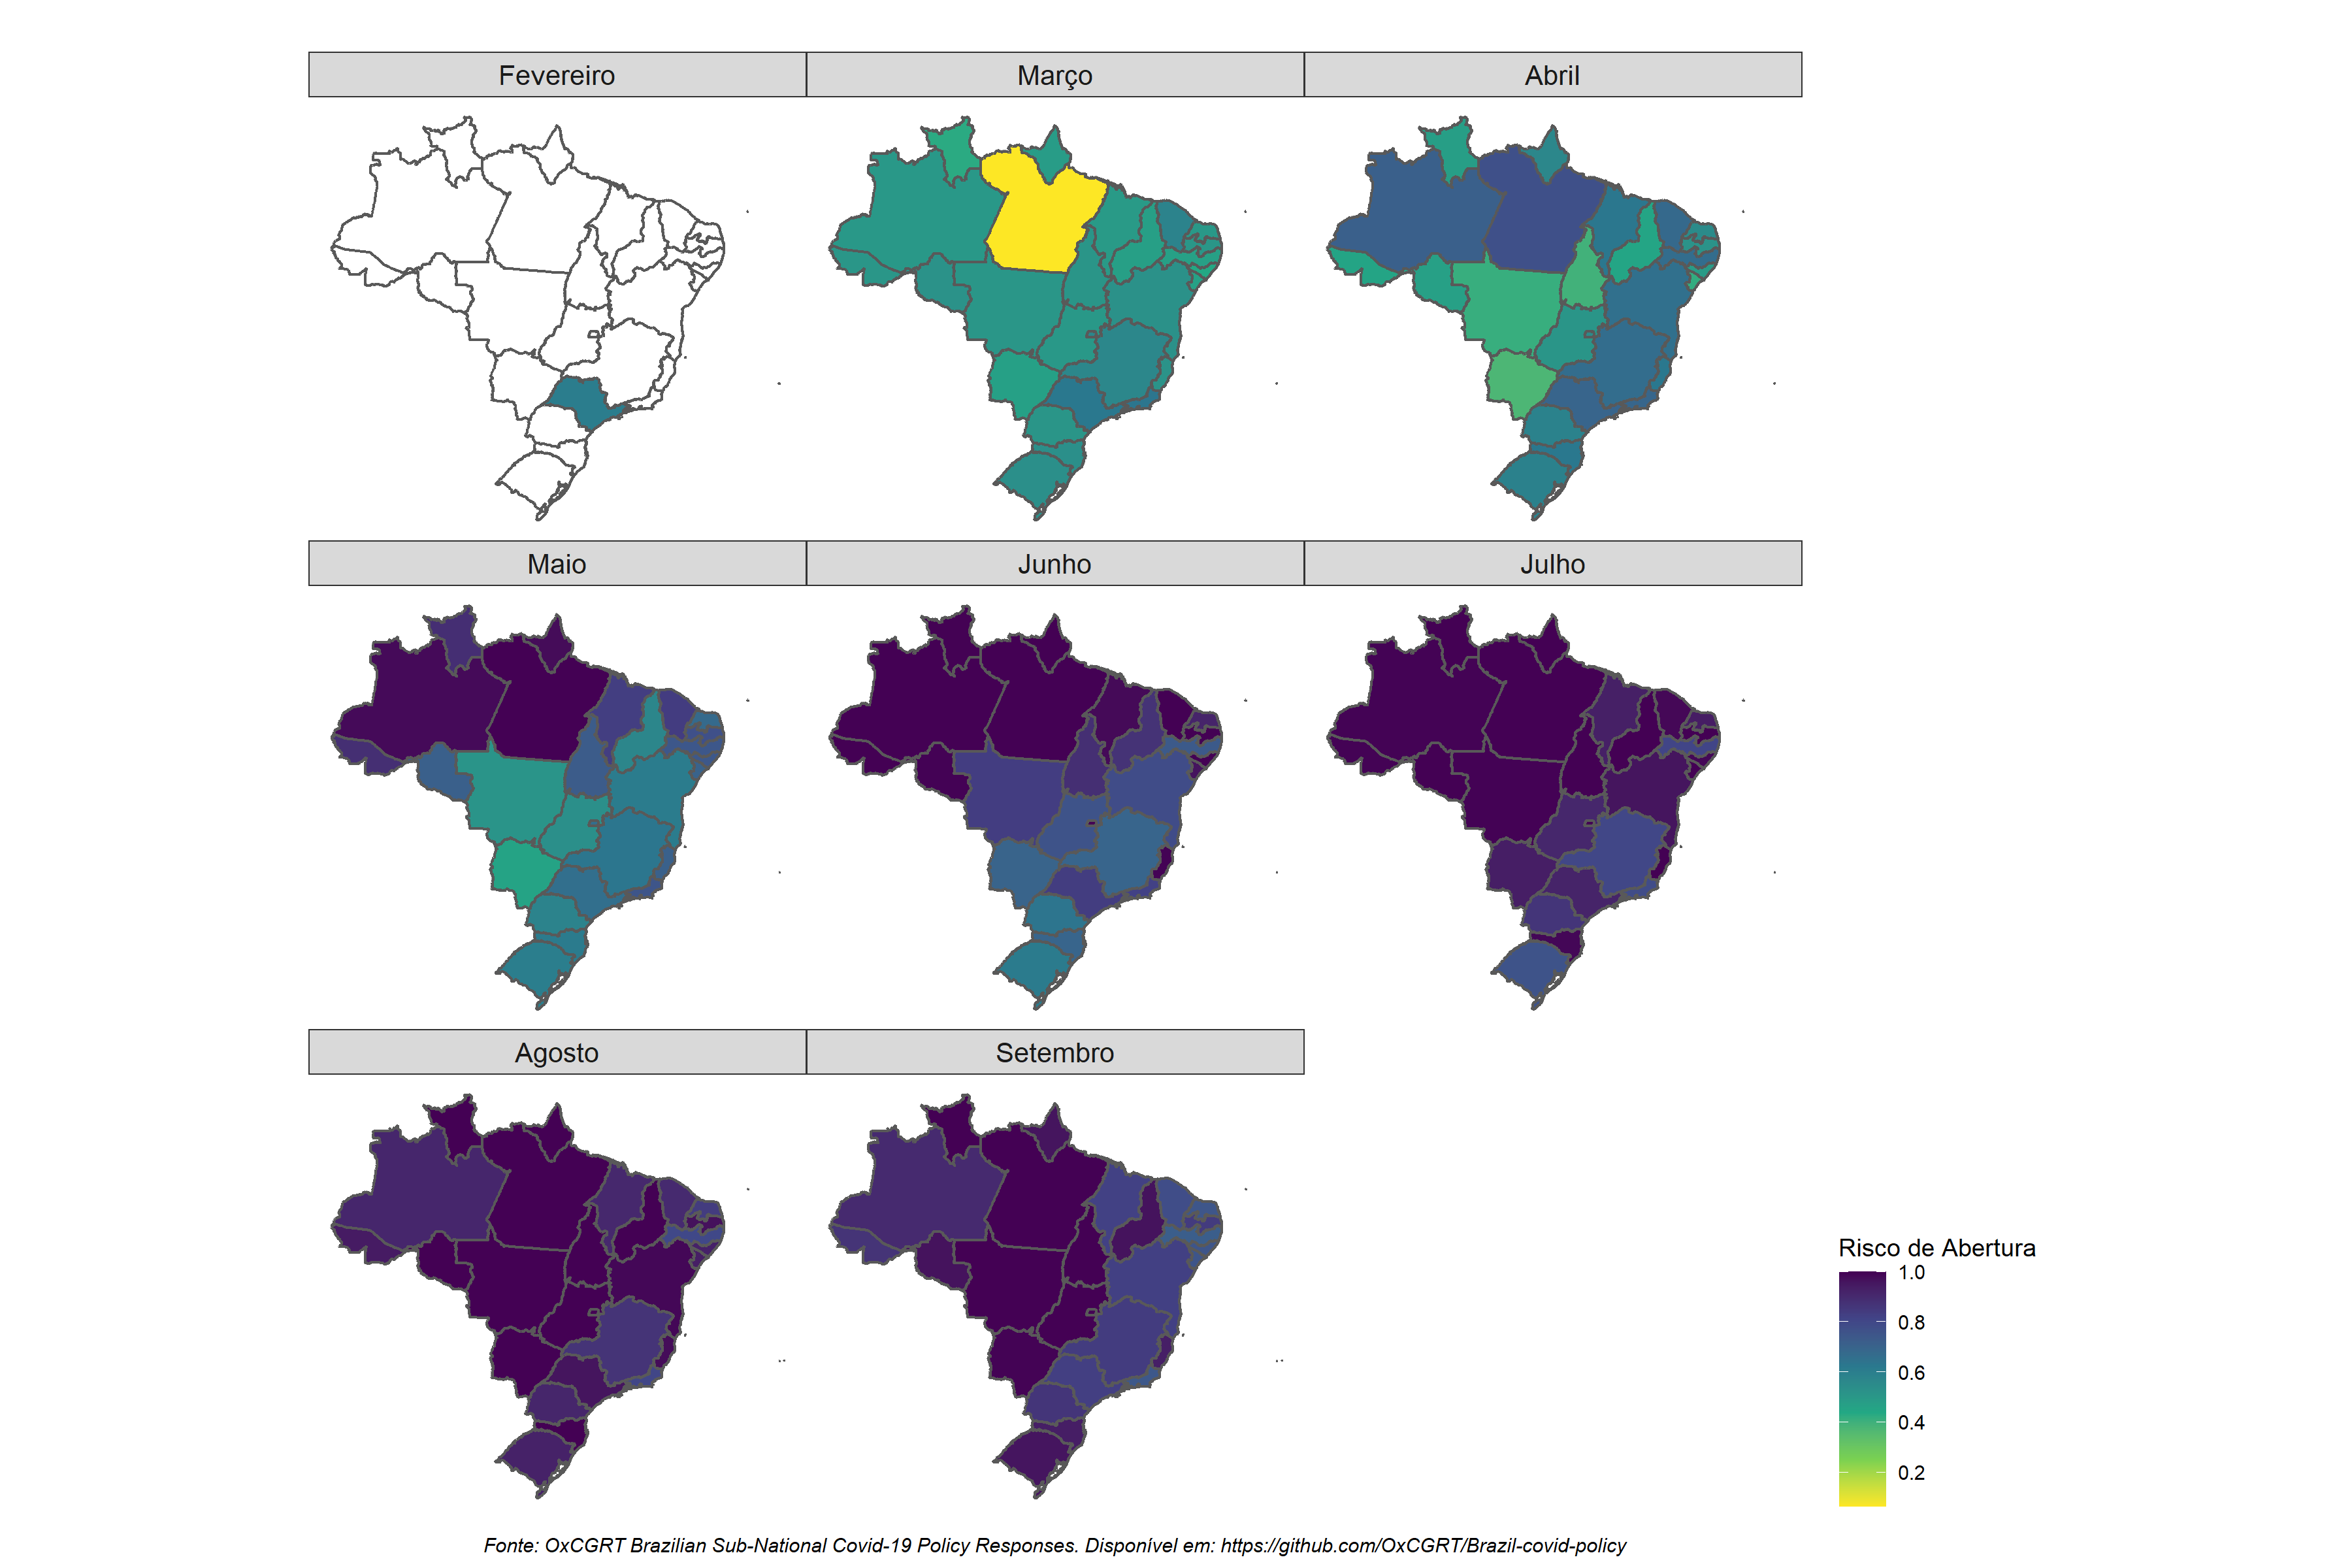 Fevereiro
Março
Abril
Maio
Junho
Julho
Agosto
Setembro
Risco de Abertura
1.0
0.8
0.6
0.4
0.2
Fonte: OxCGRT Brazilian Sub-National Covid-19 Policy Responses. Disponível em: https://github.com/OxCGRT/Brazil-covid-policy